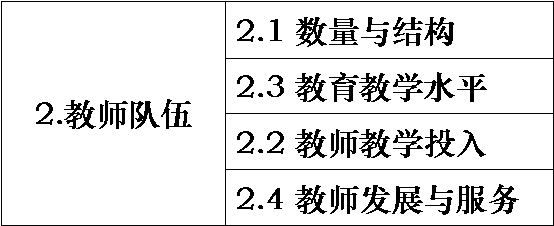 2.教师队伍
2.1 数量与结构
2.3 教育教学水平
2.2 教师教学投入
2.4 教师发展与服务